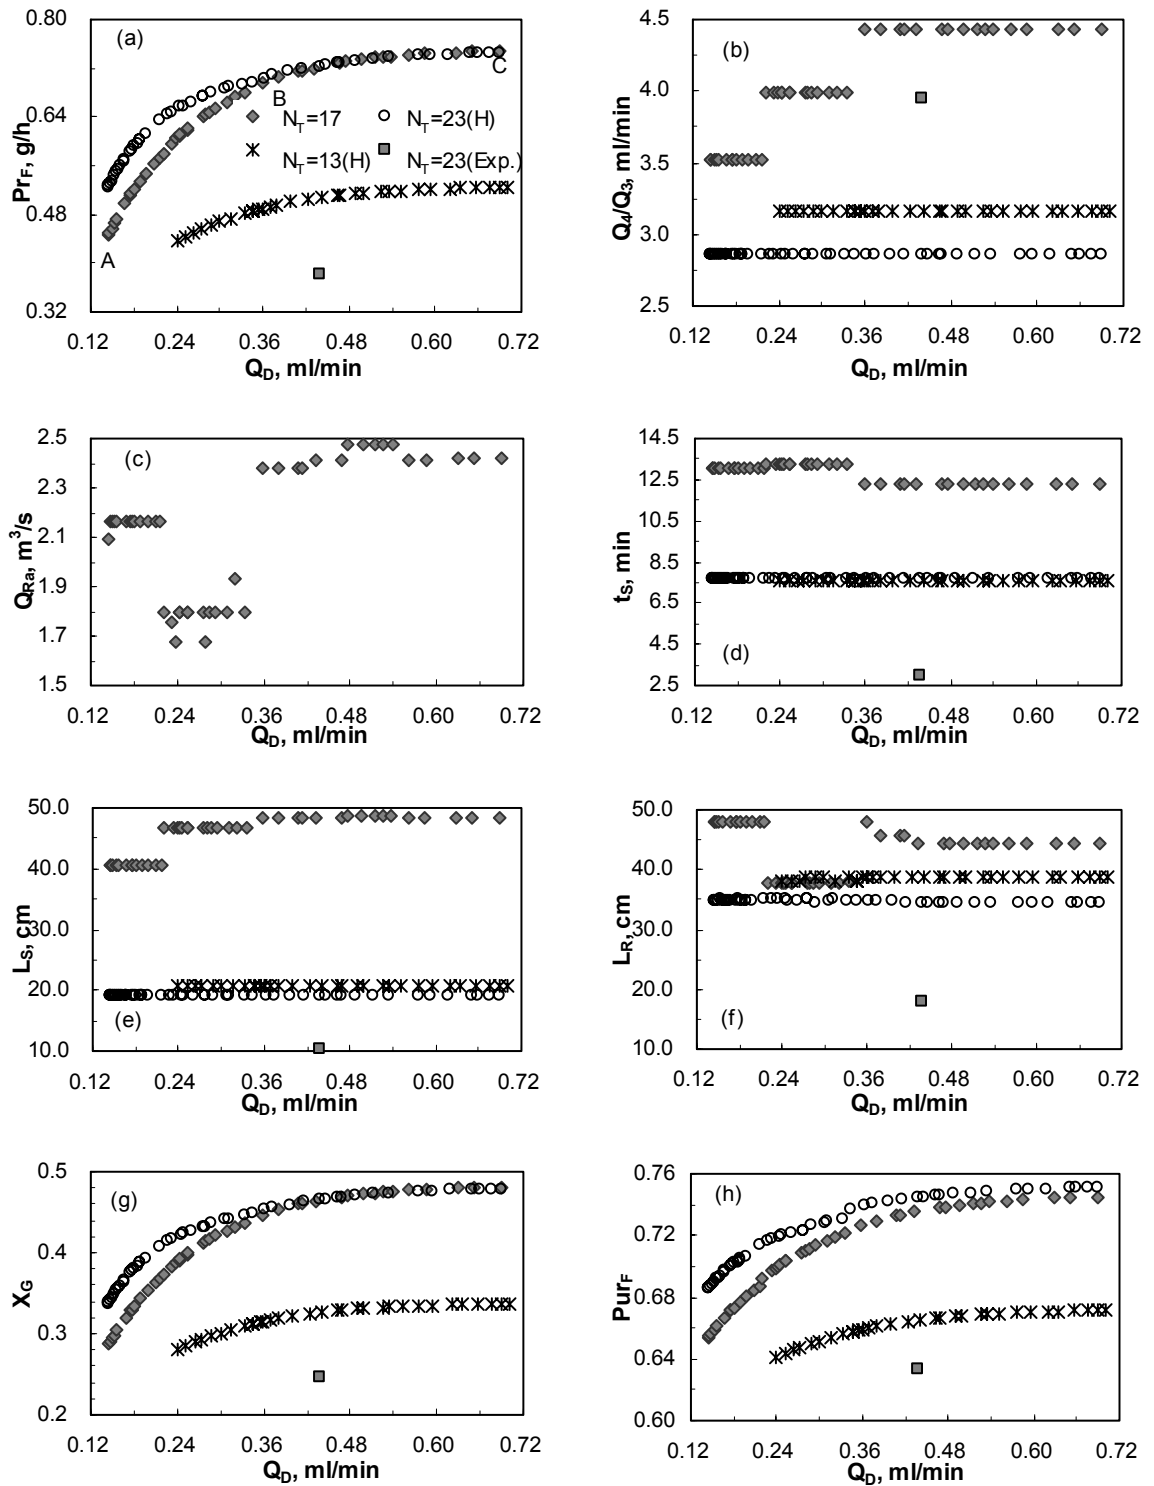 (a)
Pr_F, g/h
0.80
0.64
0.48
0.32
A
B
C
N_T=17
N_T=23(H)
N_T=13(H)
N_T=23(Exp.)
0.12 0.24 0.36 0.48 0.60 0.72
Q_D, ml/min
(b)
Q_4/Q_3, ml/min
4.5
4.0
3.5
3.0
2.5
0.12 0.24 0.36 0.48 0.60 0.72
Q_D, ml/min
(c)
Q_Ra, m^3/s
2.5
2.3
2.1
1.9
1.7
1.5
0.12 0.24 0.36 0.48 0.60 0.72
Q_D, ml/min
(d)
t_S, min
14.5
12.5
10.5
8.5
6.5
4.5
2.5
0.12 0.24 0.36 0.48 0.60 0.72
Q_D, ml/min
(e)
L_S, cm
50.0
40.0
30.0
20.0
10.0
0.12 0.24 0.36 0.48 0.60 0.72
Q_D, ml/min
(f)
L_R, cm
50.0
40.0
30.0
20.0
10.0
0.12 0.24 0.36 0.48 0.60 0.72
Q_D, ml/min
(g)
X_G
0.5
0.4
0.3
0.2
0.12 0.24 0.36 0.48 0.60 0.72
Q_D, ml/min
(h)
Pur_F
0.76
0.72
0.68
0.64
0.60
0.12 0.24 0.36 0.48 0.60 0.72
Q_D, ml/min